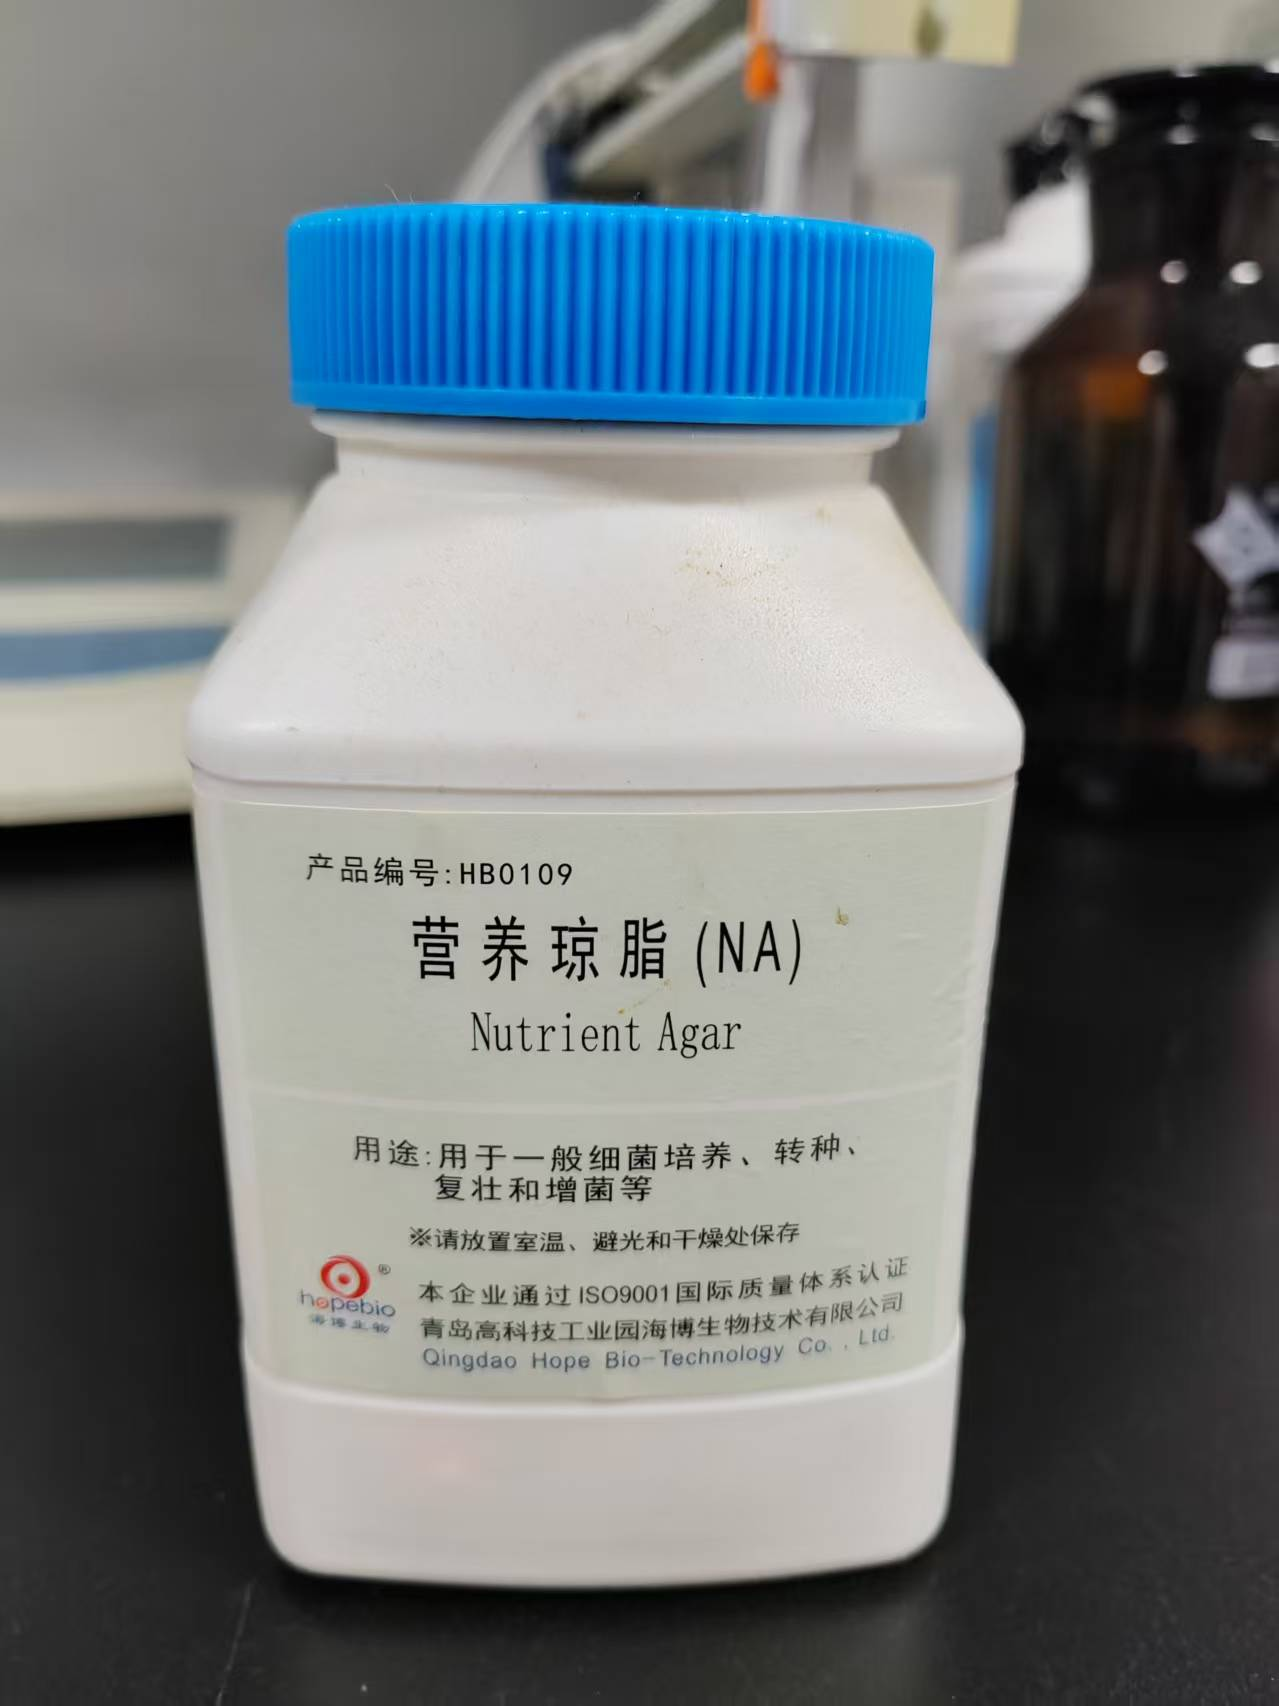 产品编号:HB0109
营养琼脂(NA)
Nutrient Agar
用途:用于一般细菌培养、转种、
复壮和增菌等
※请放置室温、避光和干燥处保存
®
hopebio
海博生物
本企业通过ISO9001国际质量体系认证
青岛高科技工业园海博生物技术有限公司
Qingdao Hope Bio-Technology Co.,Ltd.